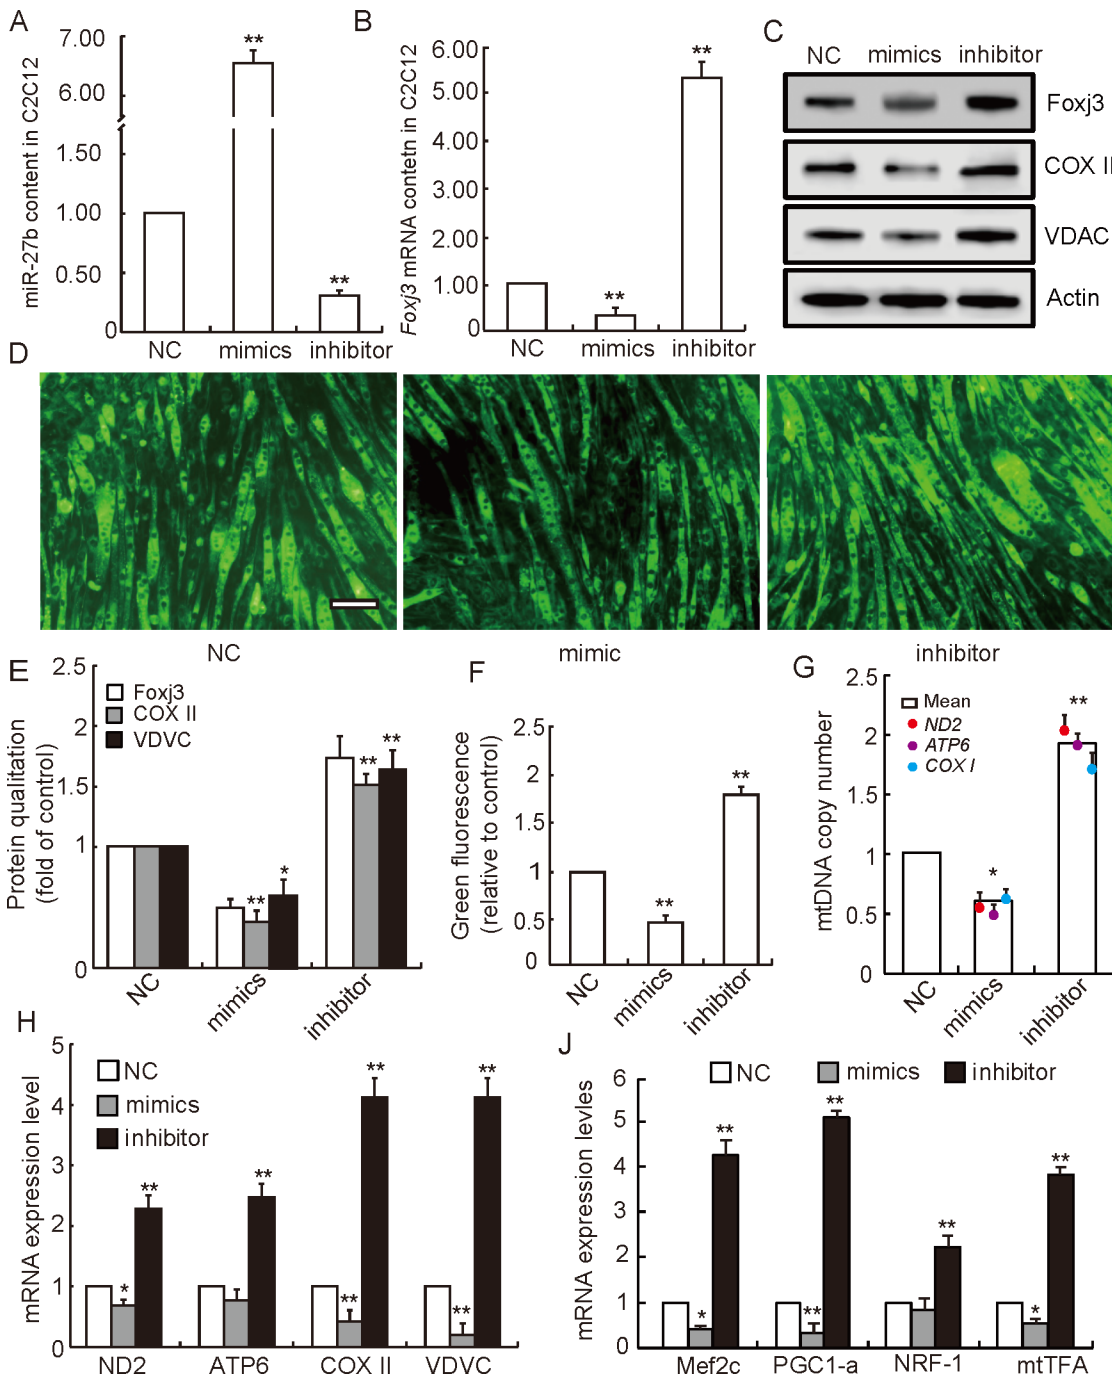 A
miR-27b content in C2C12
7.00
6.00
1.50
1.00
0.50
0
**
**
NC mimics inhibitor
B
Foxj3 mRNA contetn in C2C12
6.00
5.00
4.00
3.00
2.00
1.00
0
**
**
NC mimics inhibitor
C
NC mimics inhibitor
Foxj3
COX II
VDAC
Actin
D
NC mimic inhibitor
E
Protein qualitation
(fold of control)
2.5
2
1.5
1
0
Foxj3
COX II
VDVC
**
*
**
**
NC mimics inhibitor
F
Green fluorescence
(relative to control)
2.5
2
1.5
1
0.5
0
**
**
NC mimics inhibitor
G
mtDNA copy number
2.5
2
1.5
1
0.5
0
Mean
ND2
ATP6
COX I
*
**
NC mimics inhibitor
H
mRNA expression level
5
4
3
2
1
0
NC
mimics
inhibitor
*
**
**
**
**
**
**
ND2 ATP6 COX II VDVC
J
mRNA expression levles
6
5
4
3
2
1
0
NC mimics inhibitor
*
**
**
**
**
*
**
Mef2c PGC1-a NRF-1 mtTFA